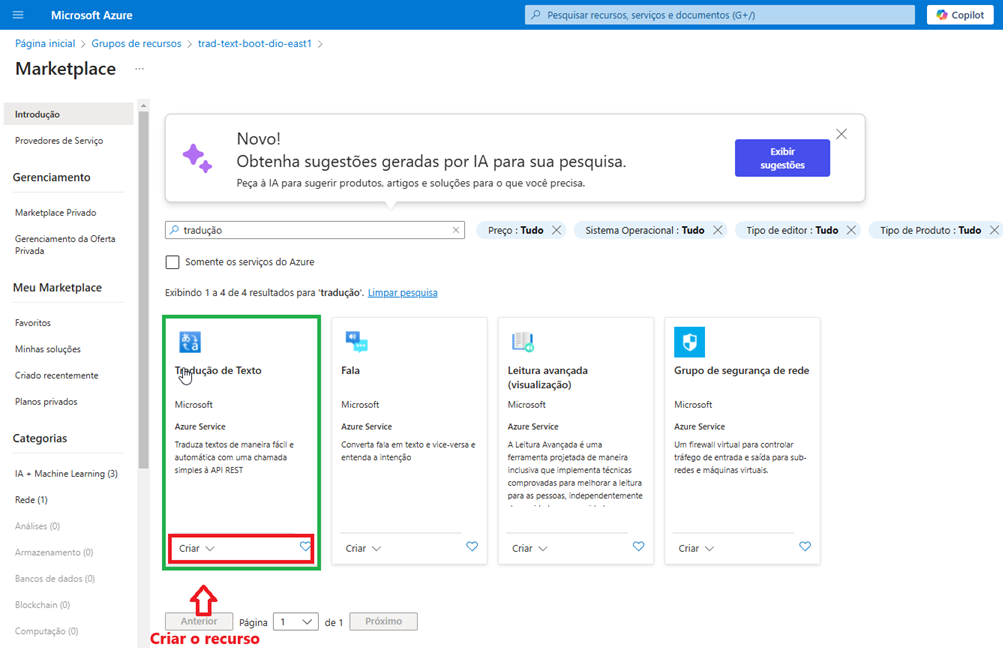 Microsoft Azure
Pesquisar recursos, serviços e documentos (G+/)
Copilot
Página inicial > Grupos de recursos > trad-text-boot-dio-east1 >
Marketplace ...
Introdução
Provedores de Serviço
Gerenciamento
Marketplace Privado
Gerenciamento da Oferta
Privada
Meu Marketplace
Favoritos
Minhas soluções
Criado recentemente
Planos privados
Categorias
IA + Machine Learning (3)
Rede (1)
Análises (0)
Armazenamento (0)
Bancos de dados (0)
Blockchain (0)
Computação (0)
Novo!
Obtenha sugestões geradas por IA para sua pesquisa.
Peça à IA para sugerir produtos, artigos e soluções para o que você precisa.
Exibir
sugestões
tradução
Preço : Tudo
Sistema Operacional : Tudo
Tipo de editor : Tudo
Tipo de Produto : Tudo
Somente os serviços do Azure
Exibindo 1 a 4 de 4 resultados para 'tradução'. Limpar pesquisa
Tradução de Texto
Microsoft
Azure Service
Traduza textos de maneira fácil e
automática com uma chamada
simples à API REST
Criar
Fala
Microsoft
Azure Service
Converta fala em texto e vice-versa e
entenda a intenção
Criar
Leitura avançada
(visualização)
Microsoft
Azure Service
A Leitura Avançada é uma
ferramenta projetada de maneira
inclusiva que implementa técnicas
comprovadas para melhorar a leitura
para as pessoas, independentemente
Criar
Grupo de segurança de rede
Microsoft
Azure Service
Um firewall virtual para controlar
tráfego de entrada e saída para sub-
redes e máquinas virtuais.
Criar
Anterior
Página 1 de 1
Próximo
Criar o recurso